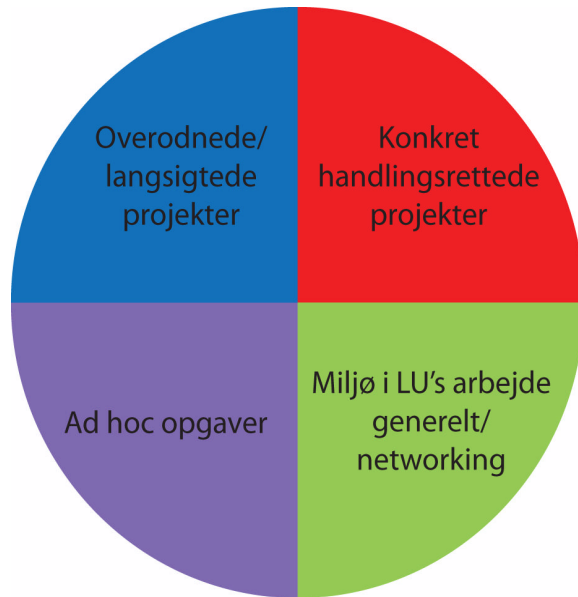 Overodnede/
langsigtede
projekter
Konkret
handlingsrettede
projekter
Ad hoc opgaver
Miljø i LU's arbejde
generelt/
networking